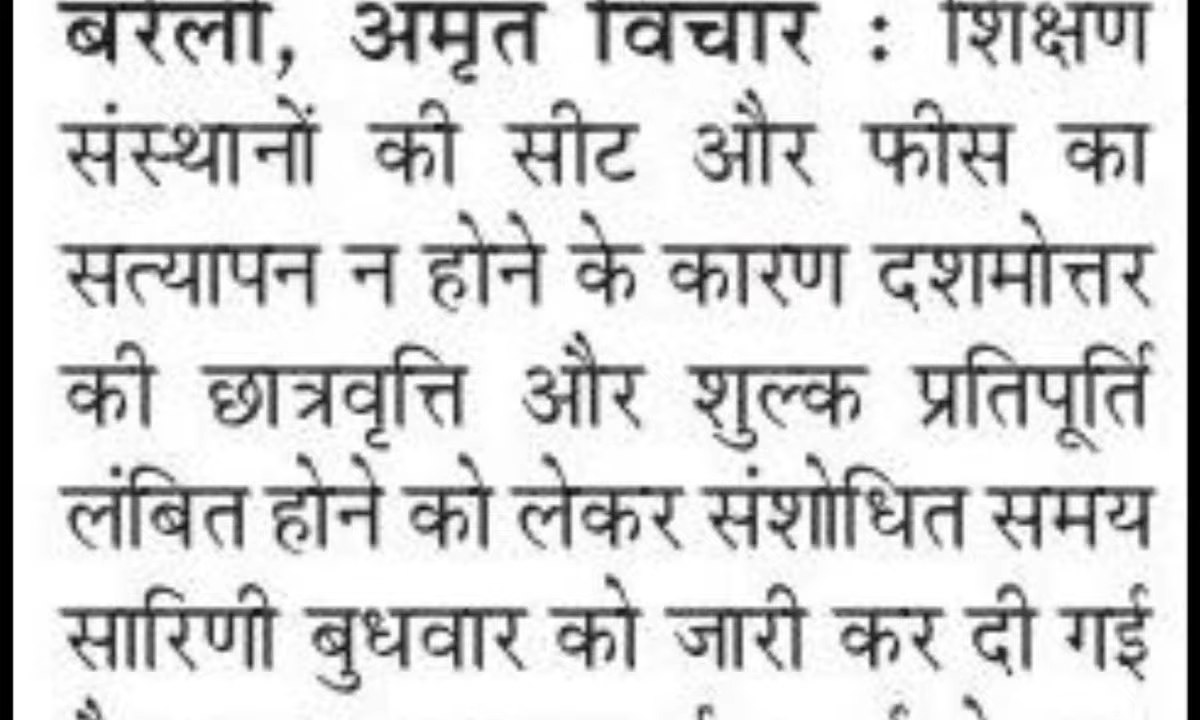 बरेली, अमृत विचार : शिक्षण
संस्थानों की सीट और फीस का
सत्यापन न होने के कारण दशमोत्तर
की छात्रवृत्ति और शुल्क प्रतिपूर्ति
लंबित होने को लेकर संशोधित समय
सारिणी बुधवार को जारी कर दी गई